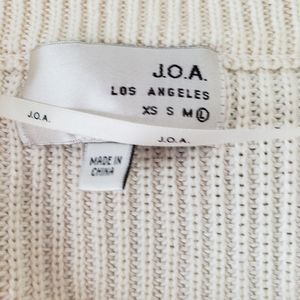 J.O.A.
LOS ANGELES
XS S M L
J.O.A.
J.O.A.
MADE IN
CHINA